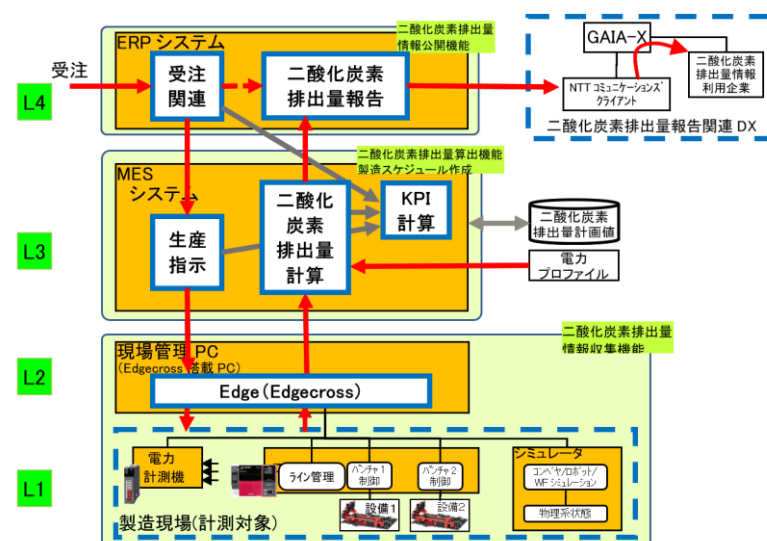 ERP システム
二酸化炭素排出量
情報公開機能
受注
受注
関連
二酸化炭素
排出量報告
GAIA-X
NTT コミュニケーションズ
クライアント
二酸化炭素
排出量情報
利用企業
二酸化炭素排出量報告関連 DX
L4
MES
システム
二酸化炭素排出量算出機能
製造スケジュール作成
二酸化
炭素
排出量
計算
KPI
計算
生産
指示
二酸化炭素
排出量計画値
電力
プロファイル
L3
現場管理 PC
(Edgecross 搭載 PC)
二酸化炭素排出量
情報収集機能
Edge (Edgecross)
L2
電力
計測機
ライン管理
パンチャ 1
制御
パンチャ 2
制御
設備1
設備2
シミュレータ
コンベヤ/ロボット/
WFシミュレーション
物理系状態
製造現場(計測対象)
L1